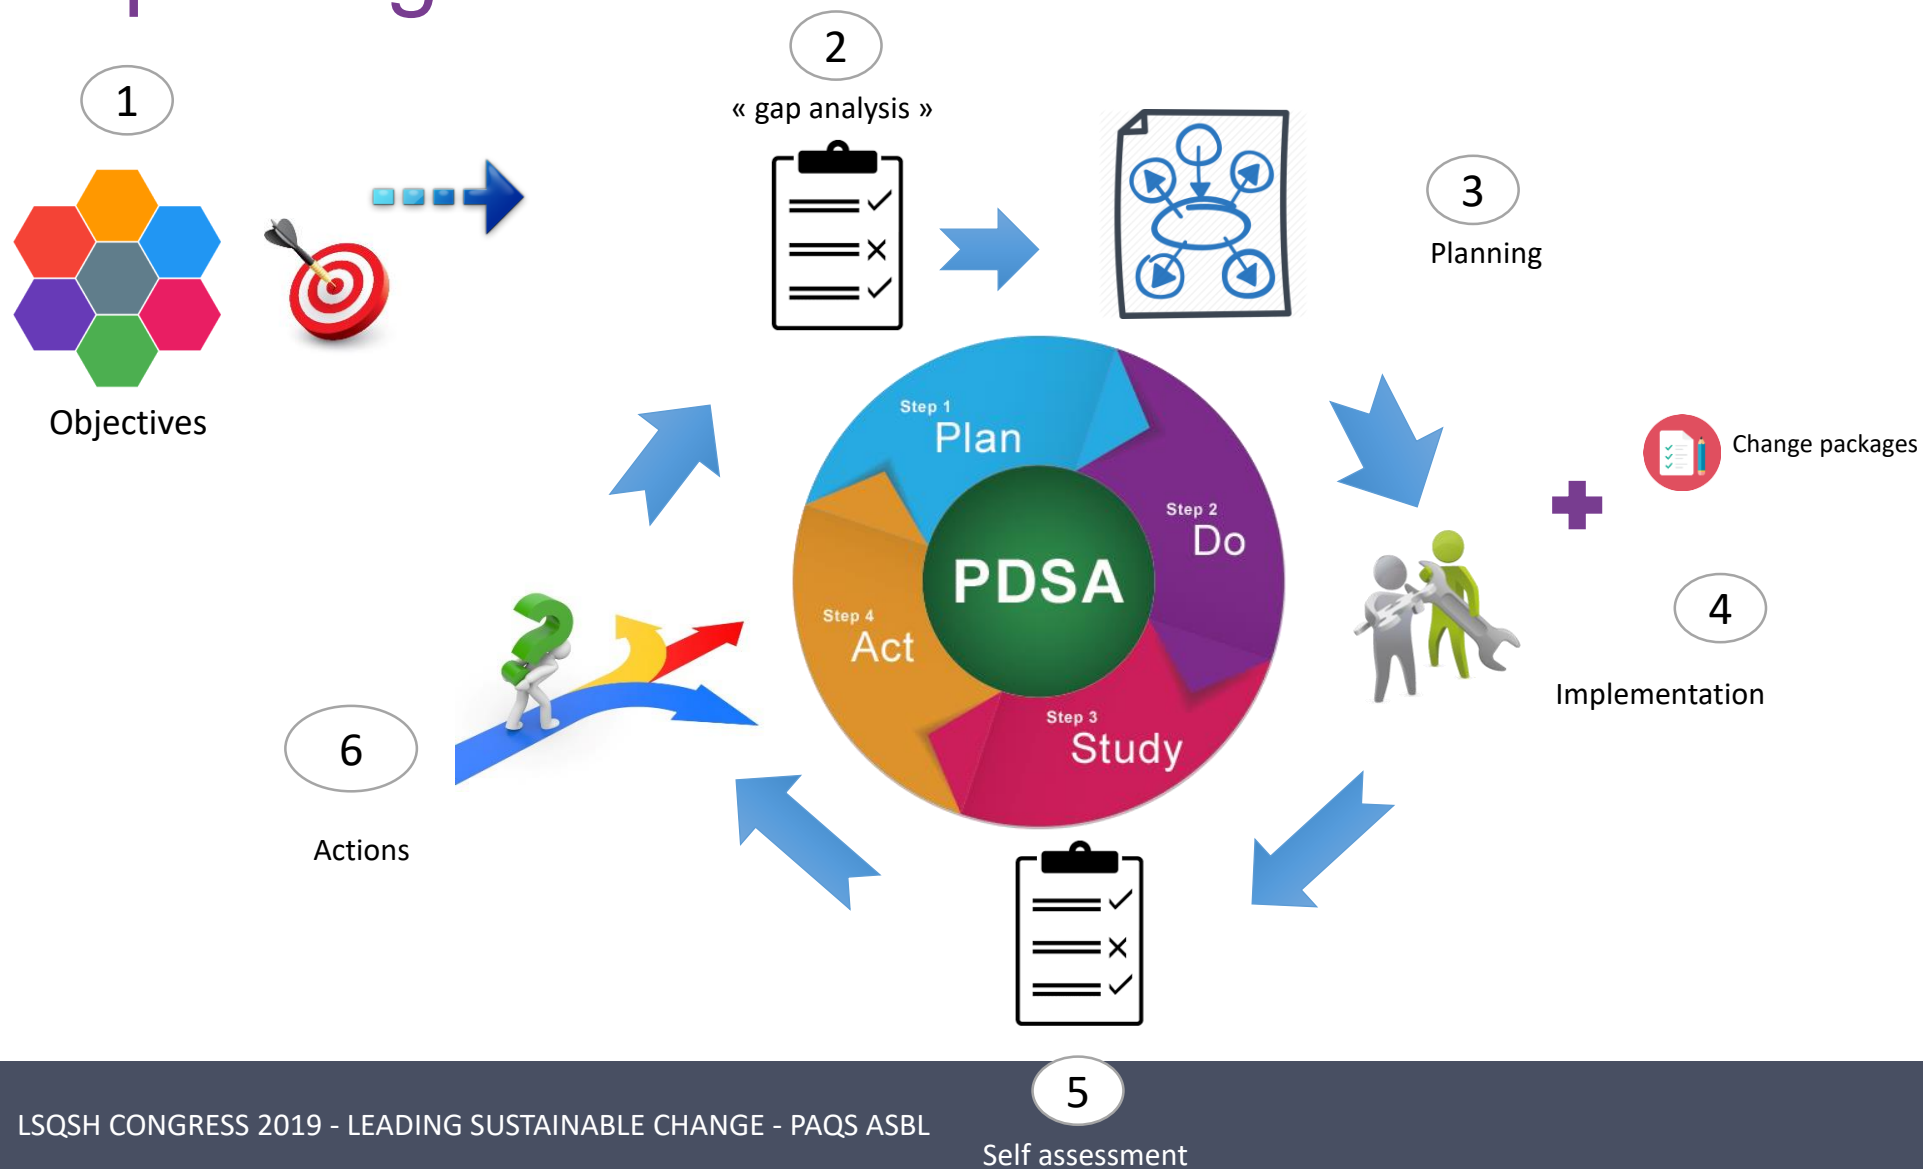 1
Objectives
2
« gap analysis »
3
Planning
Change packages
4
Implementation
Step 1
Plan
Step 2
Do
PDSA
Step 4
Act
Step 3
Study
6
Actions
5
Self assessment
LSQSH CONGRESS 2019 - LEADING SUSTAINABLE CHANGE - PAQS ASBL